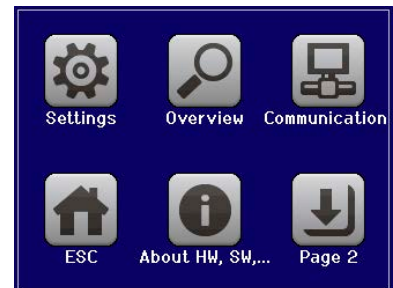 Settings
Overview
Communication
ESC
About HW, SW,...
Page 2